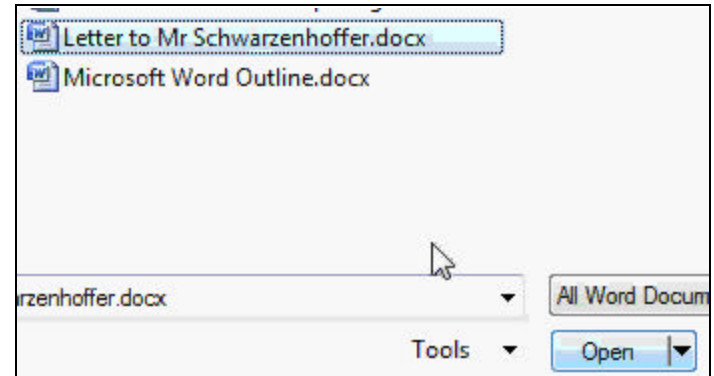 Letter to Mr Schwarzenhoffer.docx
Microsoft Word Outline.docx
rzenhoffer.docx
All Word Docum
Tools
Open